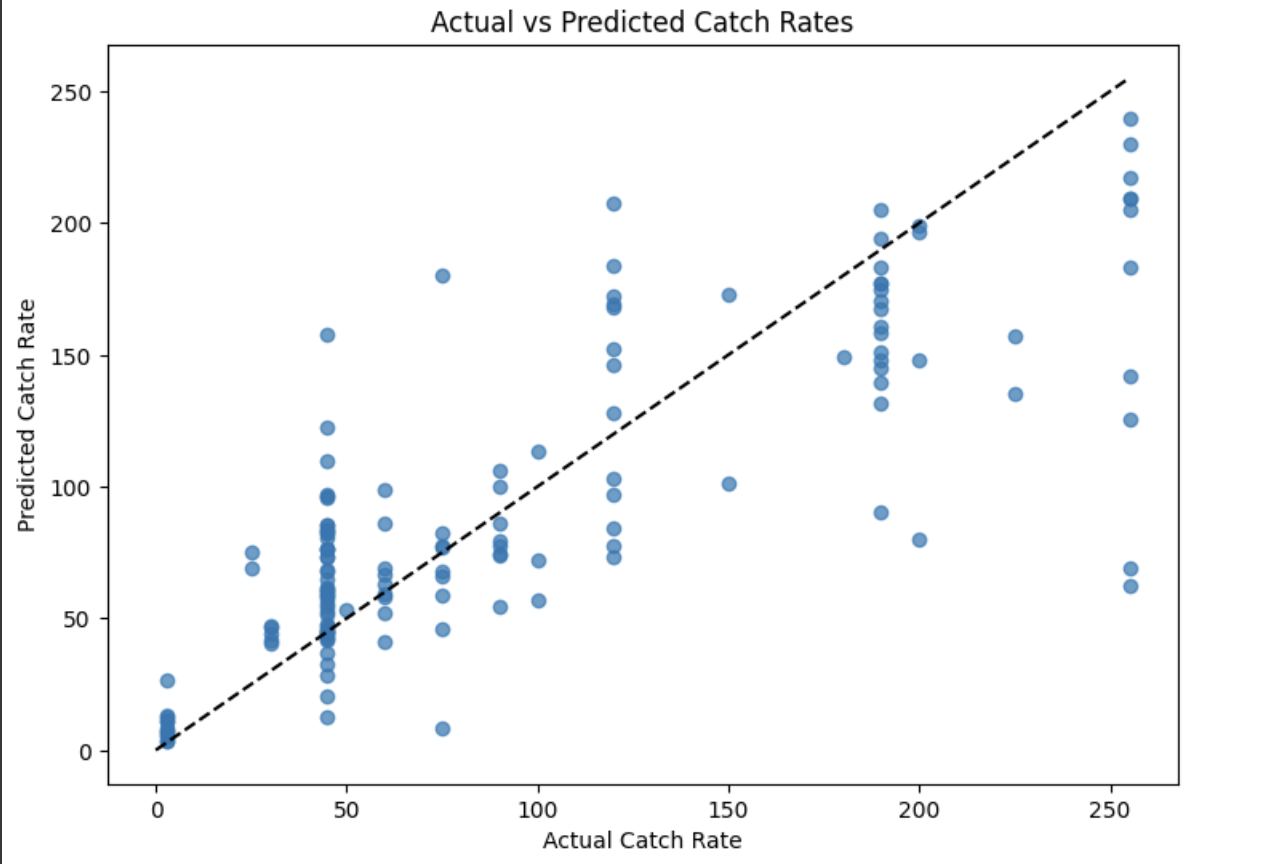 Actual vs Predicted Catch Rates
Predicted Catch Rate
250
200
150
100
50
0
0 50 100 150 200 250
Actual Catch Rate